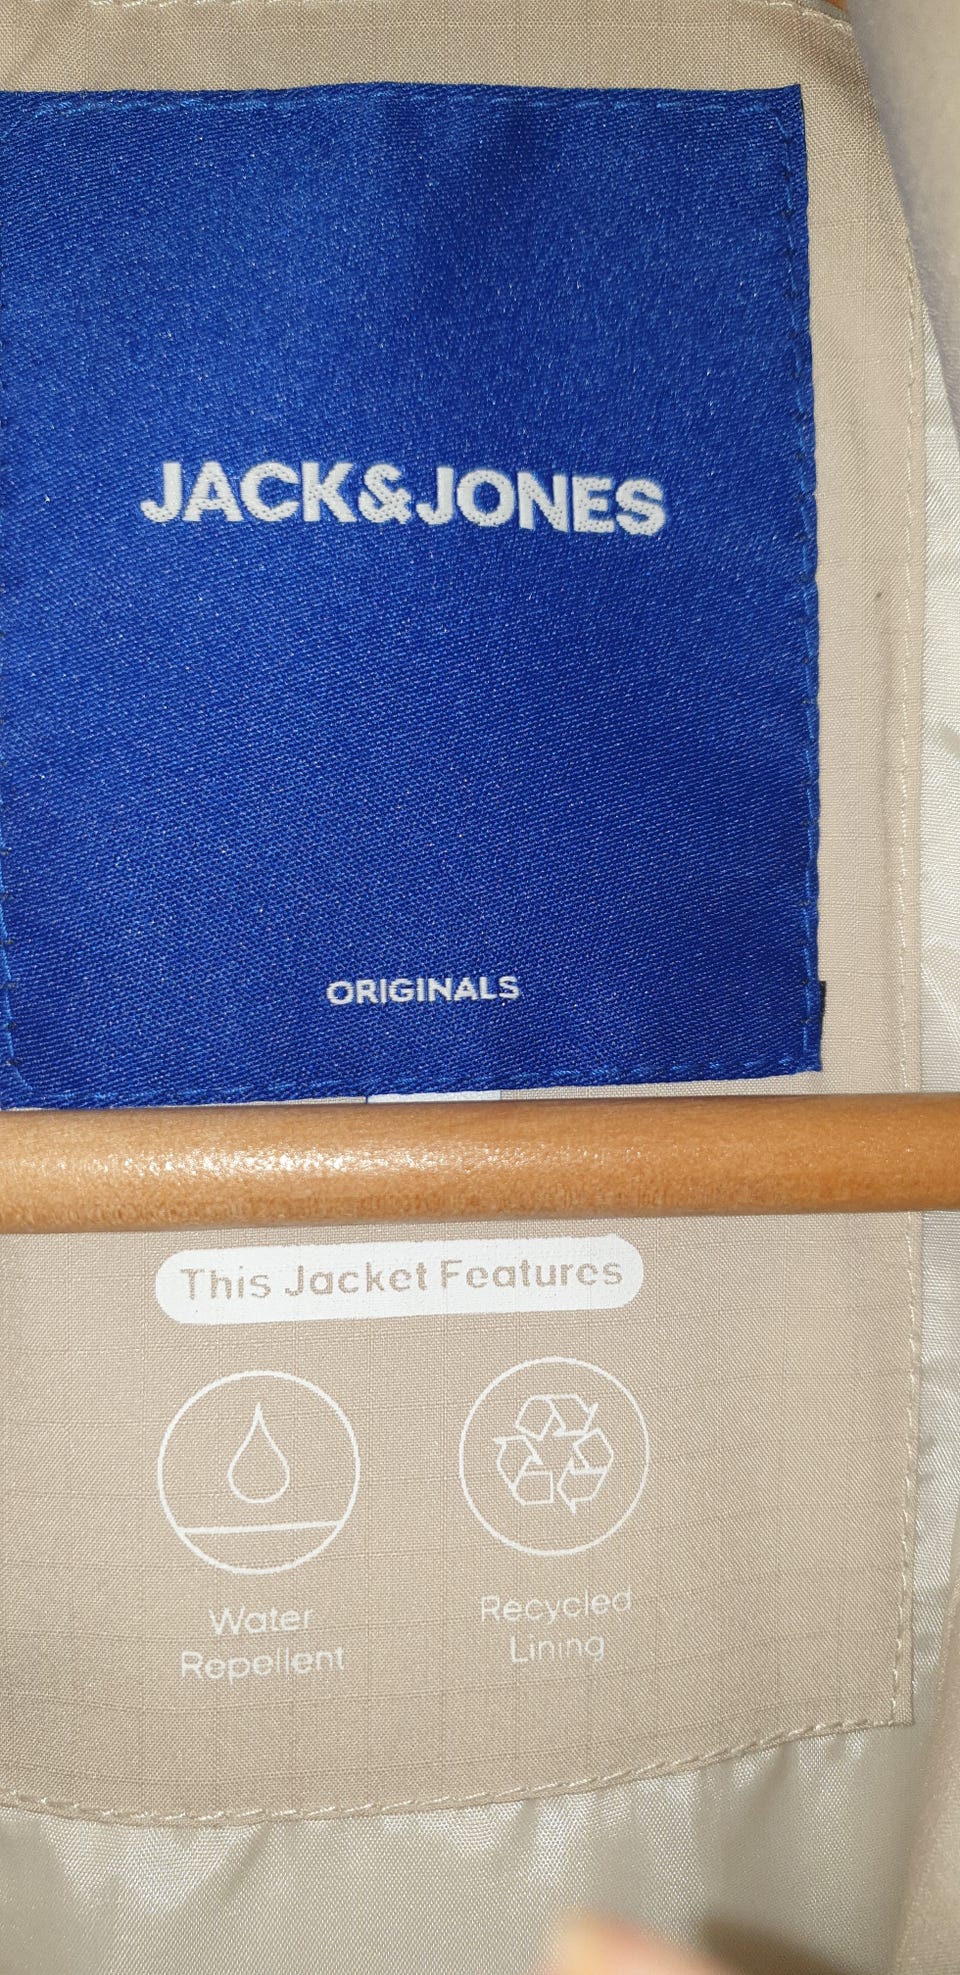 JACK&JONES
ORIGINALS
This Jacket Features
Water
Repellent
Recycled
Lining